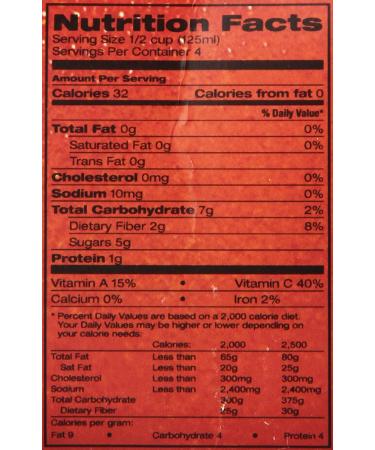 Nutrition Facts
Serving Size 1/2 cup (125ml)
Servings Per Container 4
Amount Per Serving
Calories 32 Calories from fat 0
% Daily Value*
Total Fat 0g 0%
Saturated Fat 0g 0%
Trans Fat 0g
Cholesterol 0mg 0%
Sodium 10mg 0%
Total Carbohydrate 7g 2%
Dietary Fiber 2g 8%
Sugars 5g
Protein 1g
Vitamin A 15% • Vitamin C 40%
Calcium 0% • Iron 2%
* Percent Daily Values are based on a 2,000 calorie diet.
Your Daily Values may be higher or lower depending on
your calorie needs:
Calories: 2,000 2,500
Total Fat Less than 65g 80g
Sat Fat Less than 20g 25g
Cholesterol Less than 300mg 300mg
Sodium Less than 2,400mg 2,400mg
Total Carbohydrate 300g 375g
Dietary Fiber 25g 30g
Calories per gram:
Fat 9 • Carbohydrate 4 • Protein 4